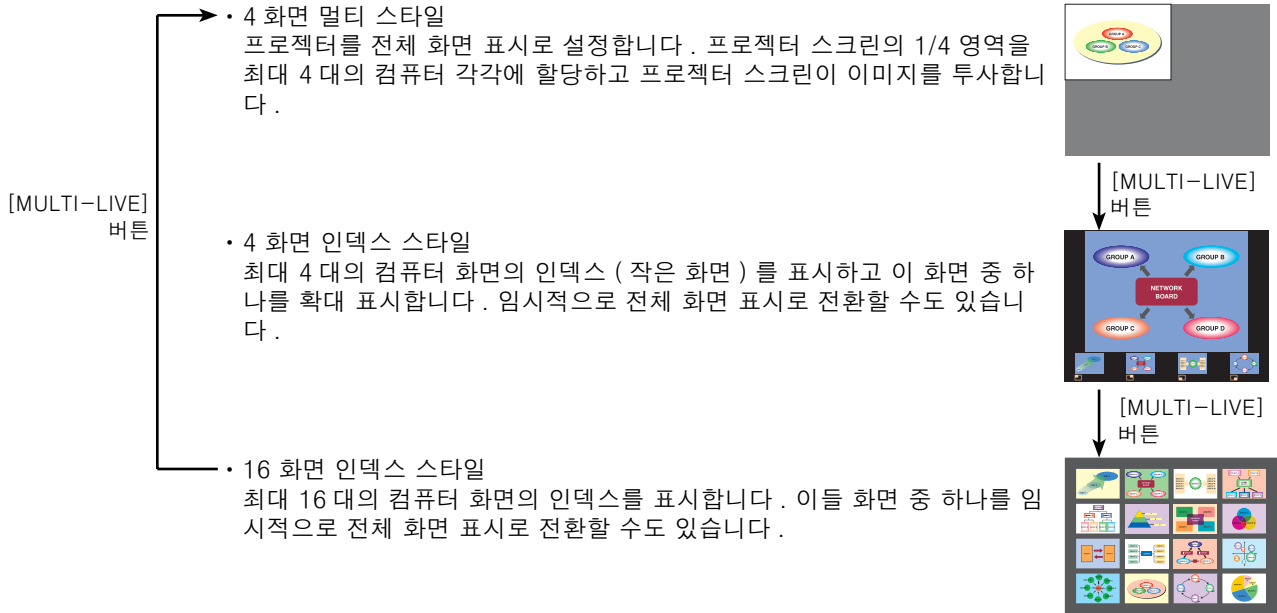 • 4 화면 멀티 스타일
프로젝터를 전체 화면 표시로 설정합니다 . 프로젝터 스크린의 1/4 영역을
최대 4 대의 컴퓨터 각각에 할당하고 프로젝터 스크린이 이미지를 투사합니
다 .
GROUP A
GROUP B
GROUP C
[MULTI-LIVE]
버튼
[MULTI-LIVE]
버튼
• 4 화면 인덱스 스타일
최대 4 대의 컴퓨터 화면의 인덱스 ( 작은 화면 ) 를 표시하고 이 화면 중 하
나를 확대 표시합니다 . 임시적으로 전체 화면 표시로 전환할 수도 있습니
다 .
GROUP A
GROUP B
NETWORK
BOARD
GROUP C
GROUP D
[MULTI-LIVE]
버튼
• 16 화면 인덱스 스타일
최대 16 대의 컴퓨터 화면의 인덱스를 표시합니다 . 이들 화면 중 하나를 임
시적으로 전체 화면 표시로 전환할 수도 있습니다 .